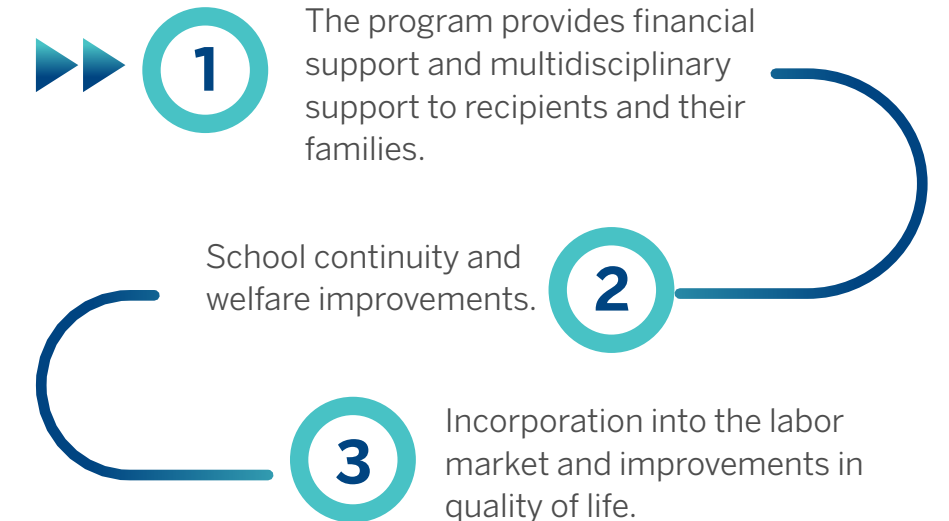 1
The program provides financial
support and multidisciplinary
support to recipients and their
families.
School continuity and
welfare improvements.
2
3
Incorporation into the labor
market and improvements in
quality of life.